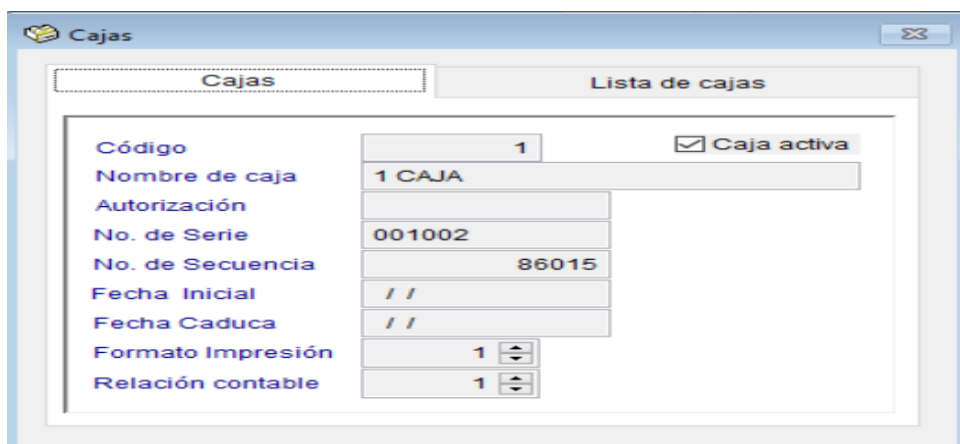 Cajas
Cajas Lista de cajas
Código 1 Caja activa
Nombre de caja 1 CAJA
Autorización
No. de Serie 001002
No. de Secuencia 86015
Fecha Inicial / /
Fecha Caduca / /
Formato Impresión 1
Relación contable 1